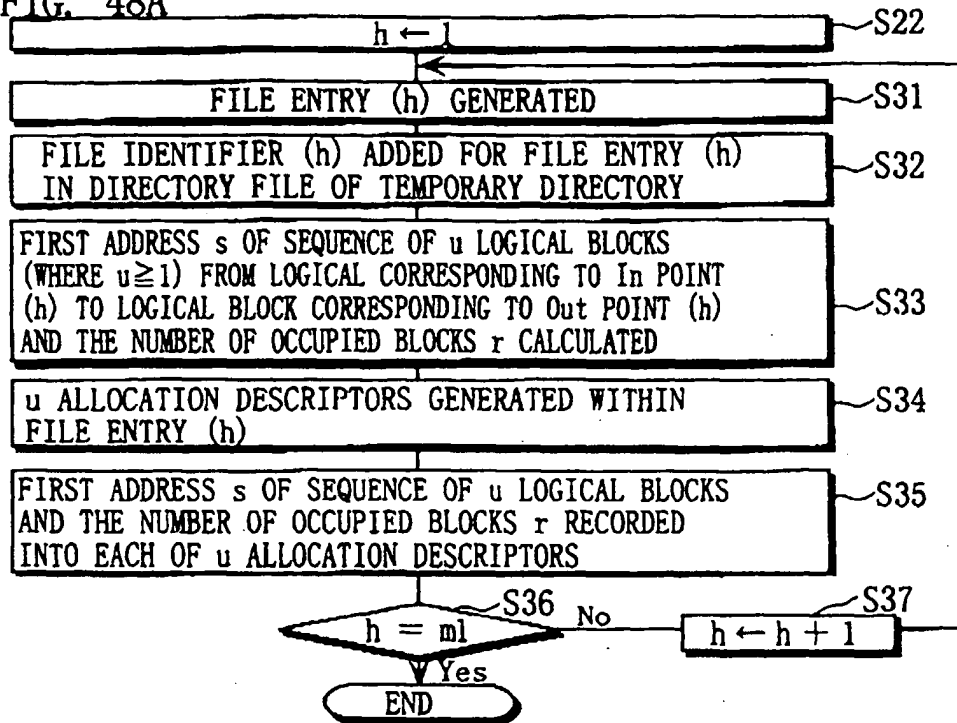 FIG. 48A
h ← 1
S22
FILE ENTRY (h) GENERATED
S31
FILE IDENTIFIER (h) ADDED FOR FILE ENTRY (h)
IN DIRECTORY FILE OF TEMPORARY DIRECTORY
S32
FIRST ADDRESS s OF SEQUENCE OF u LOGICAL BLOCKS
(WHERE u≧1) FROM LOGICAL CORRESPONDING TO In POINT
(h) TO LOGICAL BLOCK CORRESPONDING TO Out POINT (h)
AND THE NUMBER OF OCCUPIED BLOCKS r CALCULATED
S33
u ALLOCATION DESCRIPTORS GENERATED WITHIN
FILE ENTRY (h)
S34
FIRST ADDRESS s OF SEQUENCE OF u LOGICAL BLOCKS
AND THE NUMBER OF OCCUPIED BLOCKS r RECORDED
INTO EACH OF u ALLOCATION DESCRIPTORS
S35
S36
h = m1
No
S37
h ← h + 1
Yes
END